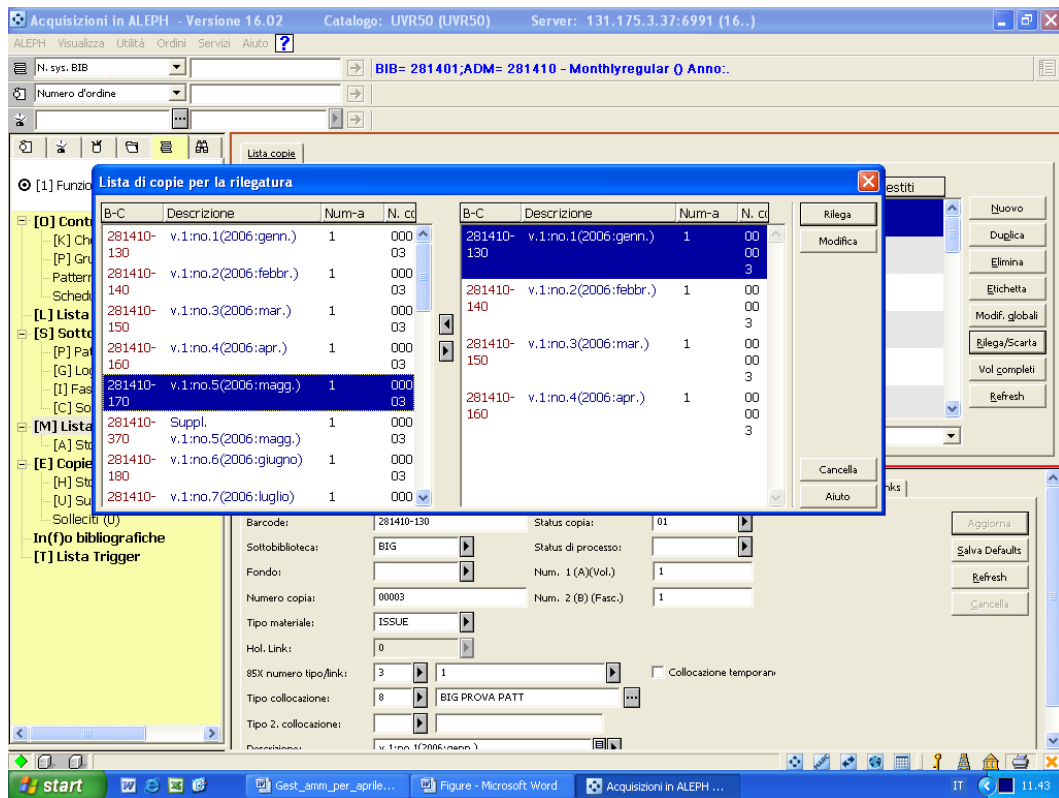 Acquisizioni in ALEPH - Versione 16.02 Catalogo: UVR50 (UVR50) Server: 131.175.3.37:6991 (16..)
ALEPH Visualizza Utilità Ordini Servizi Aiuto ?
N. sys. BIB BIB= 281401;ADM= 281410 - Monthlyregular () Anno:.
Numero d'ordine
Lista copie
[1] Funzio
estiti
Lista di copie per la rilegatura
B-C Descrizione Num-a N. co
281410-130 v.1:no.1(2006:genn.) 1 00003
281410-140 v.1:no.2(2006:febbr.) 1 00003
281410-150 v.1:no.3(2006:mar.) 1 00003
281410-160 v.1:no.4(2006:apr.) 1 00003
281410-170 v.1:no.5(2006:magg.) 1 00003
281410-370 Suppl. v.1:no.5(2006:magg.) 1 00003
281410-180 v.1:no.6(2006:giugno) 1 00003
281410- v.1:no.7(2006:luglio) 1 000
B-C Descrizione Num-a N. co
281410-130 v.1:no.1(2006:genn.) 1 00003
281410-140 v.1:no.2(2006:febbr.) 1 00003
281410-150 v.1:no.3(2006:mar.) 1 00003
281410-160 v.1:no.4(2006:apr.) 1 00003
Rilega
Modifica
Cancella
Aiuto
Nuovo
Duplica
Elimina
Etichetta
Modif. globali
Rilega/Scarta
Vol completi
Refresh
[O] Cont
[K] Ch
[P] Gru
Pattern
Schedu
[L] Lista
[S] Sotto
[P] Pat
[G] Log
[I] Fas
[C] So
[M] Lista
[A] Sto
[E] Copie
[H] Sto
[U] Su
Solleciti (0)
In(f)o bibliografiche
[T] Lista Trigger
nks
Barcode: 281410-130 Status copia: 01
Sottobiblioteca: BIG Status di processo:
Fondo: Num. 1 (A)(Vol.) 1
Numero copia: 00003 Num. 2 (B) (Fasc.) 1
Tipo materiale: ISSUE
Hol. Link: 0
85X numero tipo/link: 3 1 Collocazione temporan
Tipo collocazione: 8 BIG PROVA PATT
Tipo 2. collocazione:
Descrizione: v.1:no.1(2006:genn.)
Aggiorna
Salva Defaults
Refresh
Cancella
start Gest_amm_per_aprile... Figure - Microsoft Word Acquisizioni in ALEPH ... IT 11.43